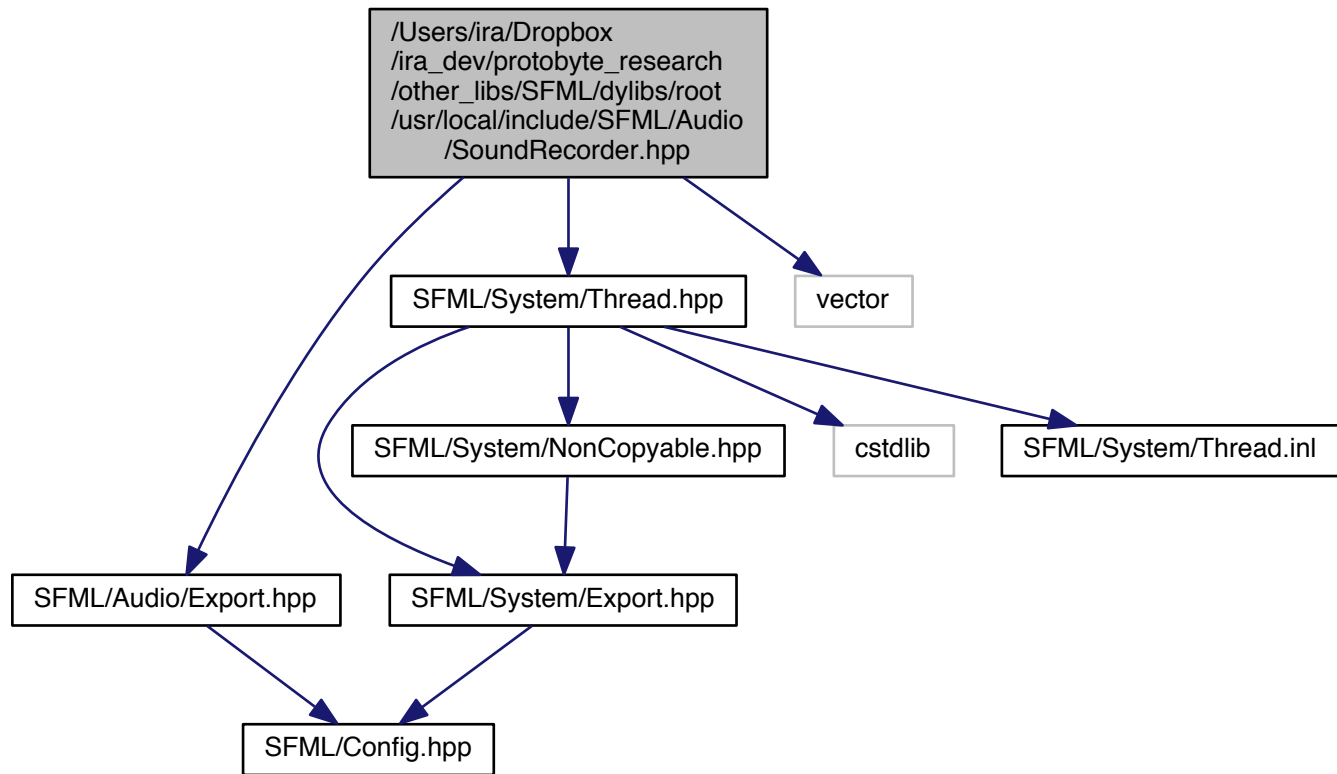 /Users/ira/Dropbox
/ira_dev/protobyte_research
/other_libs/SFML/dylibs/root
/usr/local/include/SFML/Audio
/SoundRecorder.hpp
SFML/System/Thread.hpp
vector
SFML/System/NonCopyable.hpp
cstdlib
SFML/System/Thread.inl
SFML/Audio/Export.hpp
SFML/System/Export.hpp
SFML/Config.hpp